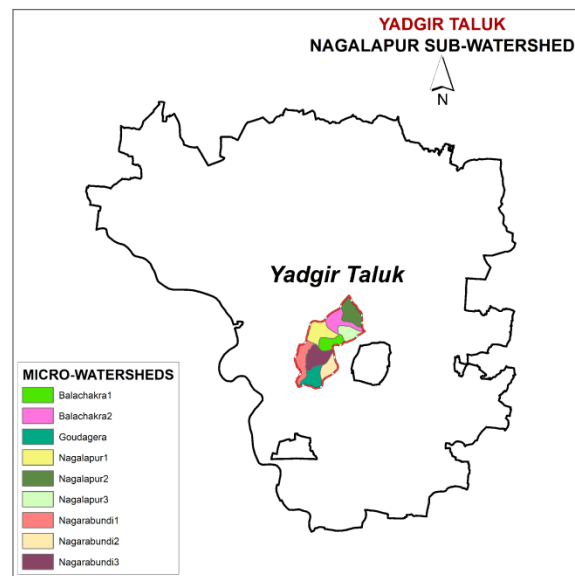 YADGIR TALUK
NAGALAPUR SUB-WATERSHED
N
Yadgir Taluk
MICRO-WATERSHEDS
Balachakra1
Balachakra2
Goudagera
Nagalapur1
Nagalapur2
Nagalapur3
Nagarabundi1
Nagarabundi2
Nagarabundi3